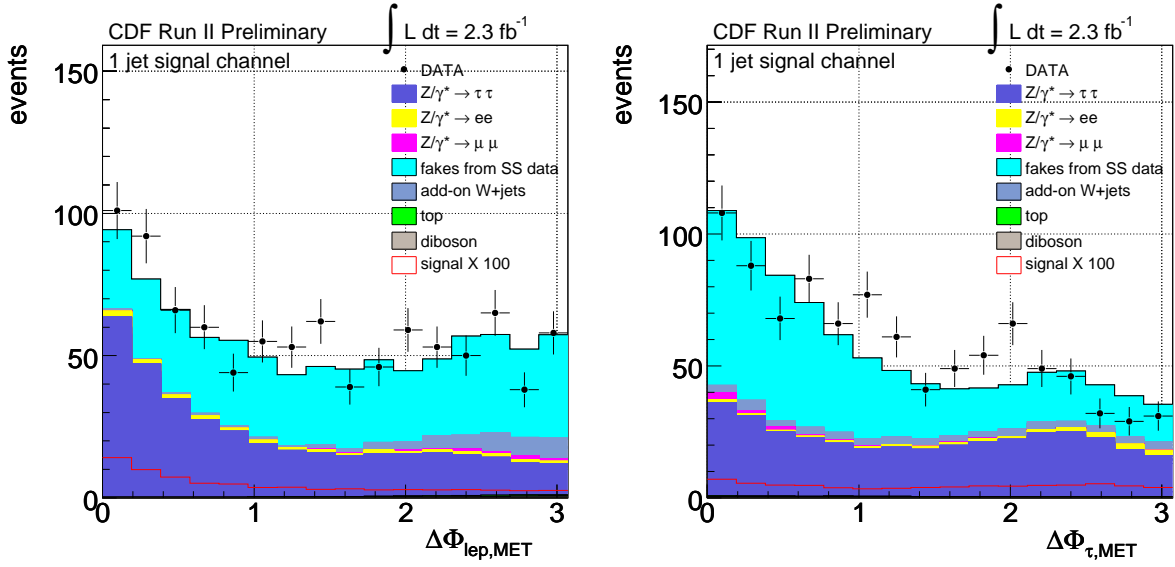 CDF Run II Preliminary ∫ L dt = 2.3 fb⁻¹
1 jet signal channel
events
150
100
50
0
DATA
Z/γ* → τ τ
Z/γ* → ee
Z/γ* → μ μ
fakes from SS data
add-on W+jets
top
diboson
signal X 100
0 1 2 3
ΔΦlep,MET
CDF Run II Preliminary ∫ L dt = 2.3 fb⁻¹
1 jet signal channel
events
150
100
50
0
DATA
Z/γ* → τ τ
Z/γ* → ee
Z/γ* → μ μ
fakes from SS data
add-on W+jets
top
diboson
signal X 100
0 1 2 3
ΔΦτ,MET